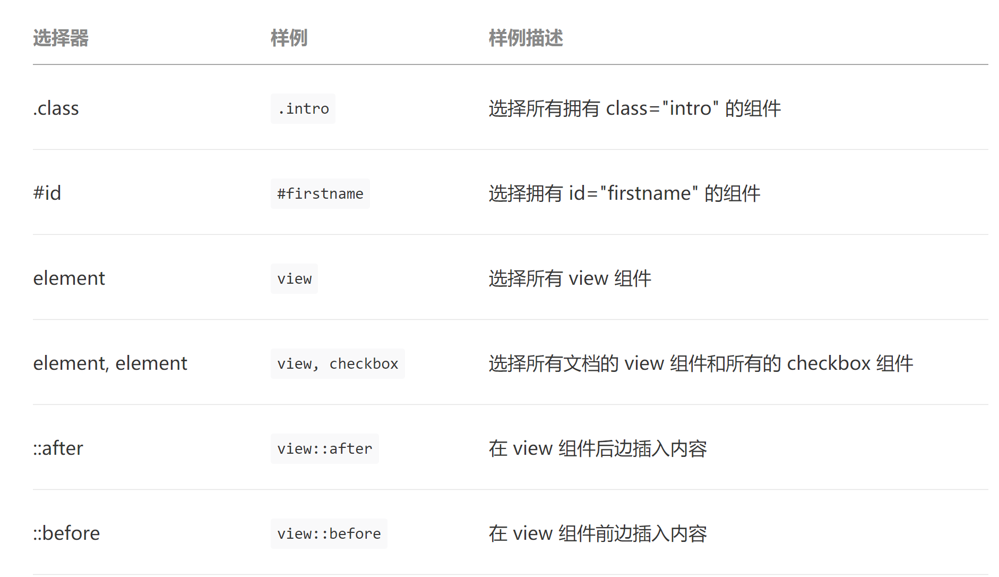 选择器 样例 样例描述
.class .intro 选择所有拥有 class="intro" 的组件
#id #firstname 选择拥有 id="firstname" 的组件
element view 选择所有 view 组件
element, element view, checkbox 选择所有文档的 view 组件和所有的 checkbox 组件
::after view::after 在 view 组件后边插入内容
::before view::before 在 view 组件前边插入内容